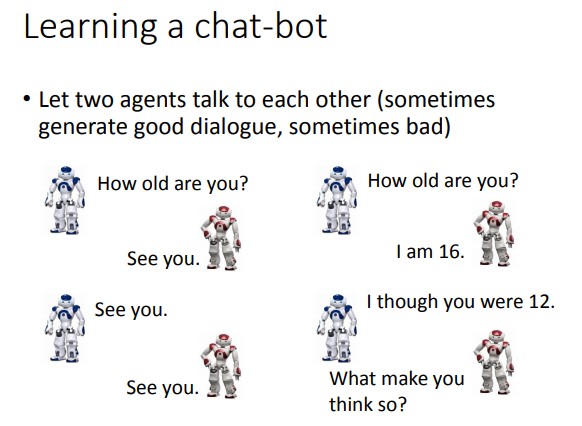 Learning a chat-bot
• Let two agents talk to each other (sometimes
generate good dialogue, sometimes bad)
How old are you?
See you.
See you.
See you.
How old are you?
I am 16.
I though you were 12.
What make you
think so?